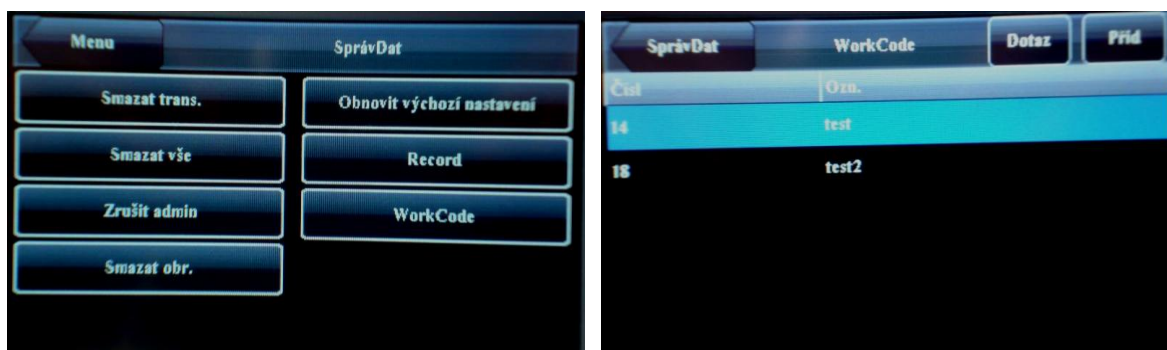 Menu
SprávDat
Smazat trans.
Obnovit výchozí nastavení
Smazat vše
Record
Zrušit admin
WorkCode
Smazat obr.
SprávDat
WorkCode
Dotaz
Přid
Čísl
Ozn.
14 test
18 test2